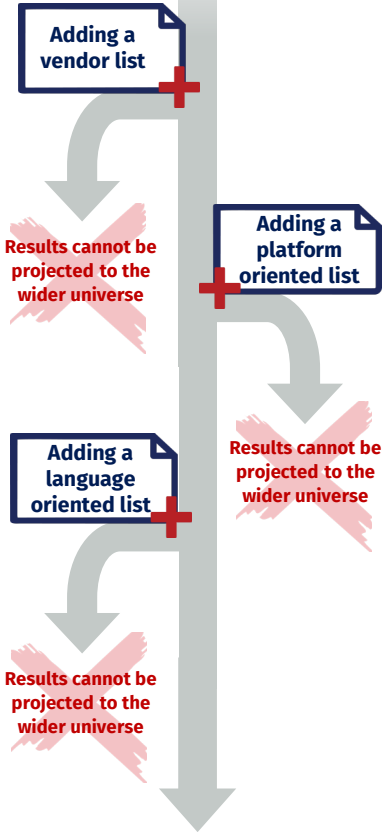 Adding a
vendor list
Results cannot be
projected to the
wider universe
Adding a
platform
oriented list
Results cannot be
projected to the
wider universe
Adding a
language
oriented list
Results cannot be
projected to the
wider universe